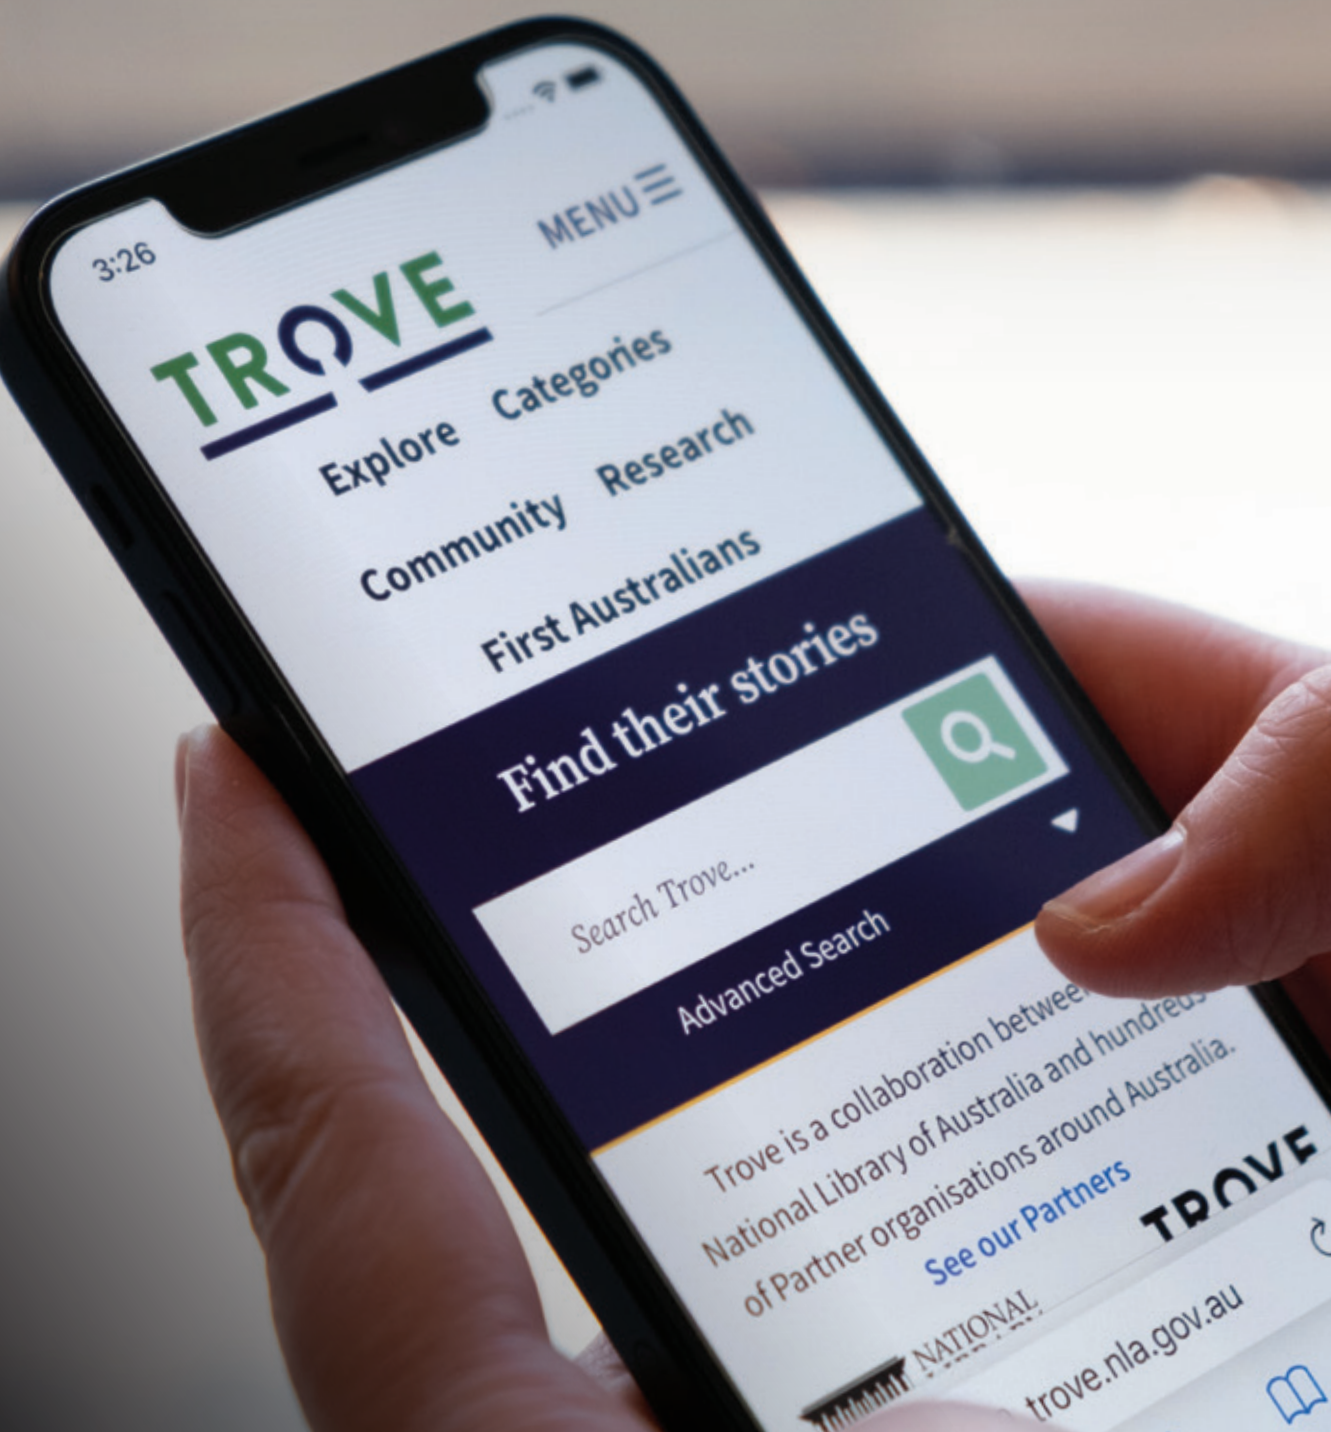 3:26
MENU
TROVE
Explore Categories
Community Research
First Australians
Find their stories
Search Trove...
Advanced Search
Trove is a collaboration between
National Library of Australia and hundreds
of Partner organisations around Australia.
See our Partners
TROVE
NATIONAL
trove.nla.gov.au